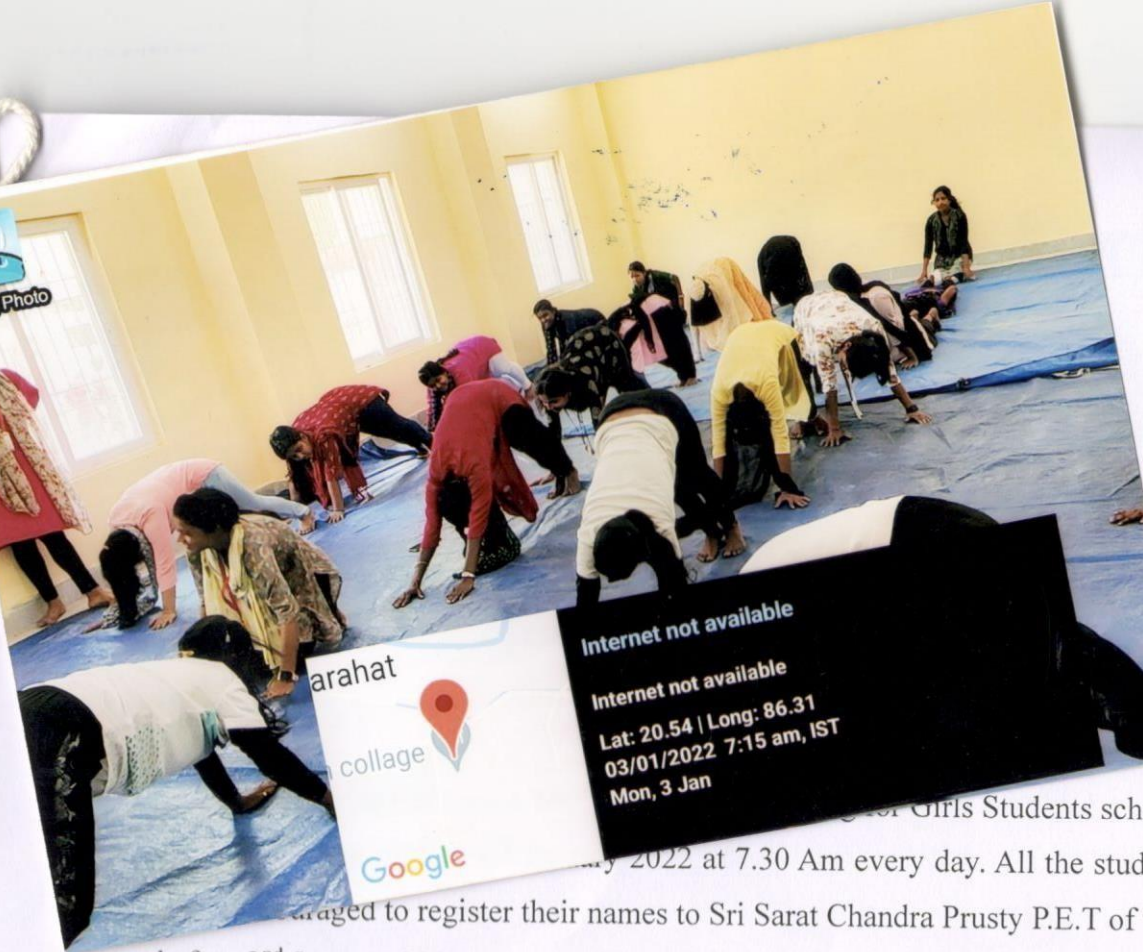 Photo
arahat
collage
Google
Internet not available
Internet not available
Lat: 20.54 | Long: 86.31
03/01/2022 7:15 am, IST
Mon, 3 Jan
Girls Students sch
2022 at 7.30 Am every day. All the stud
to register their names to Sri Sarat Chandra Prusty P.E.T of